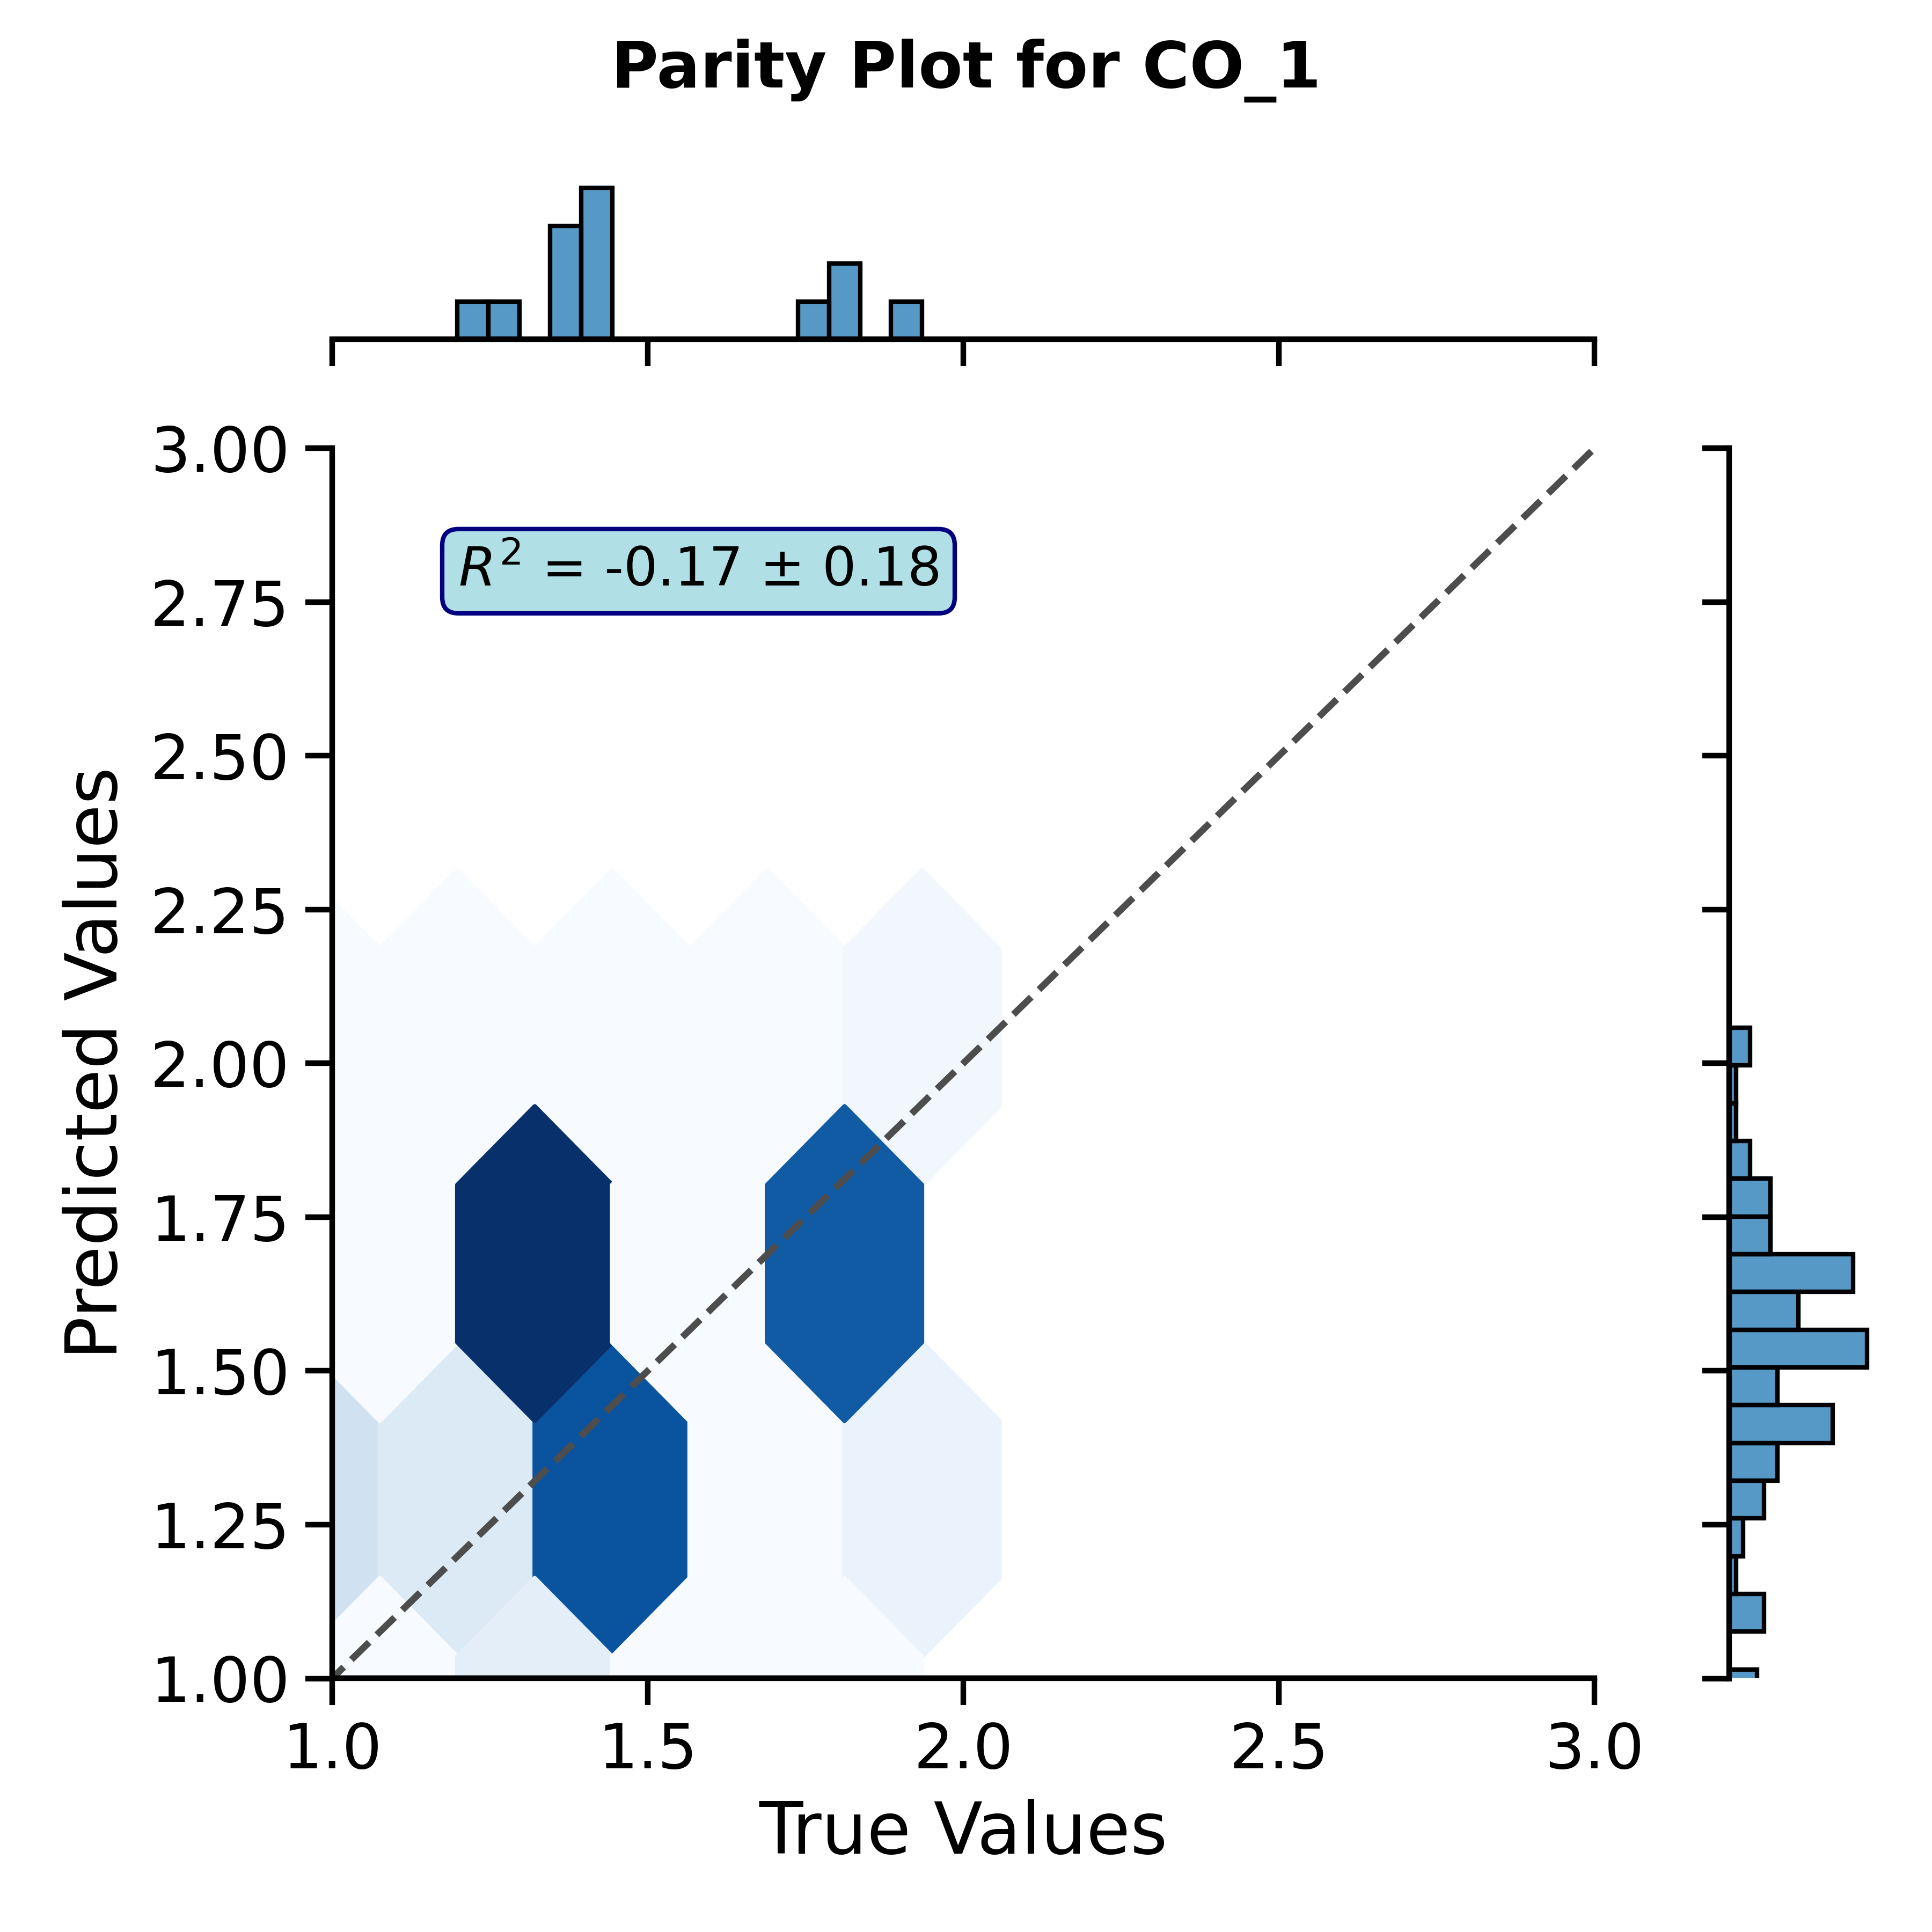 Parity Plot for CO_1
R² = -0.17 ± 0.18
Predicted Values
3.00
2.75
2.50
2.25
2.00
1.75
1.50
1.25
1.00
1.0 1.5 2.0 2.5 3.0
True Values